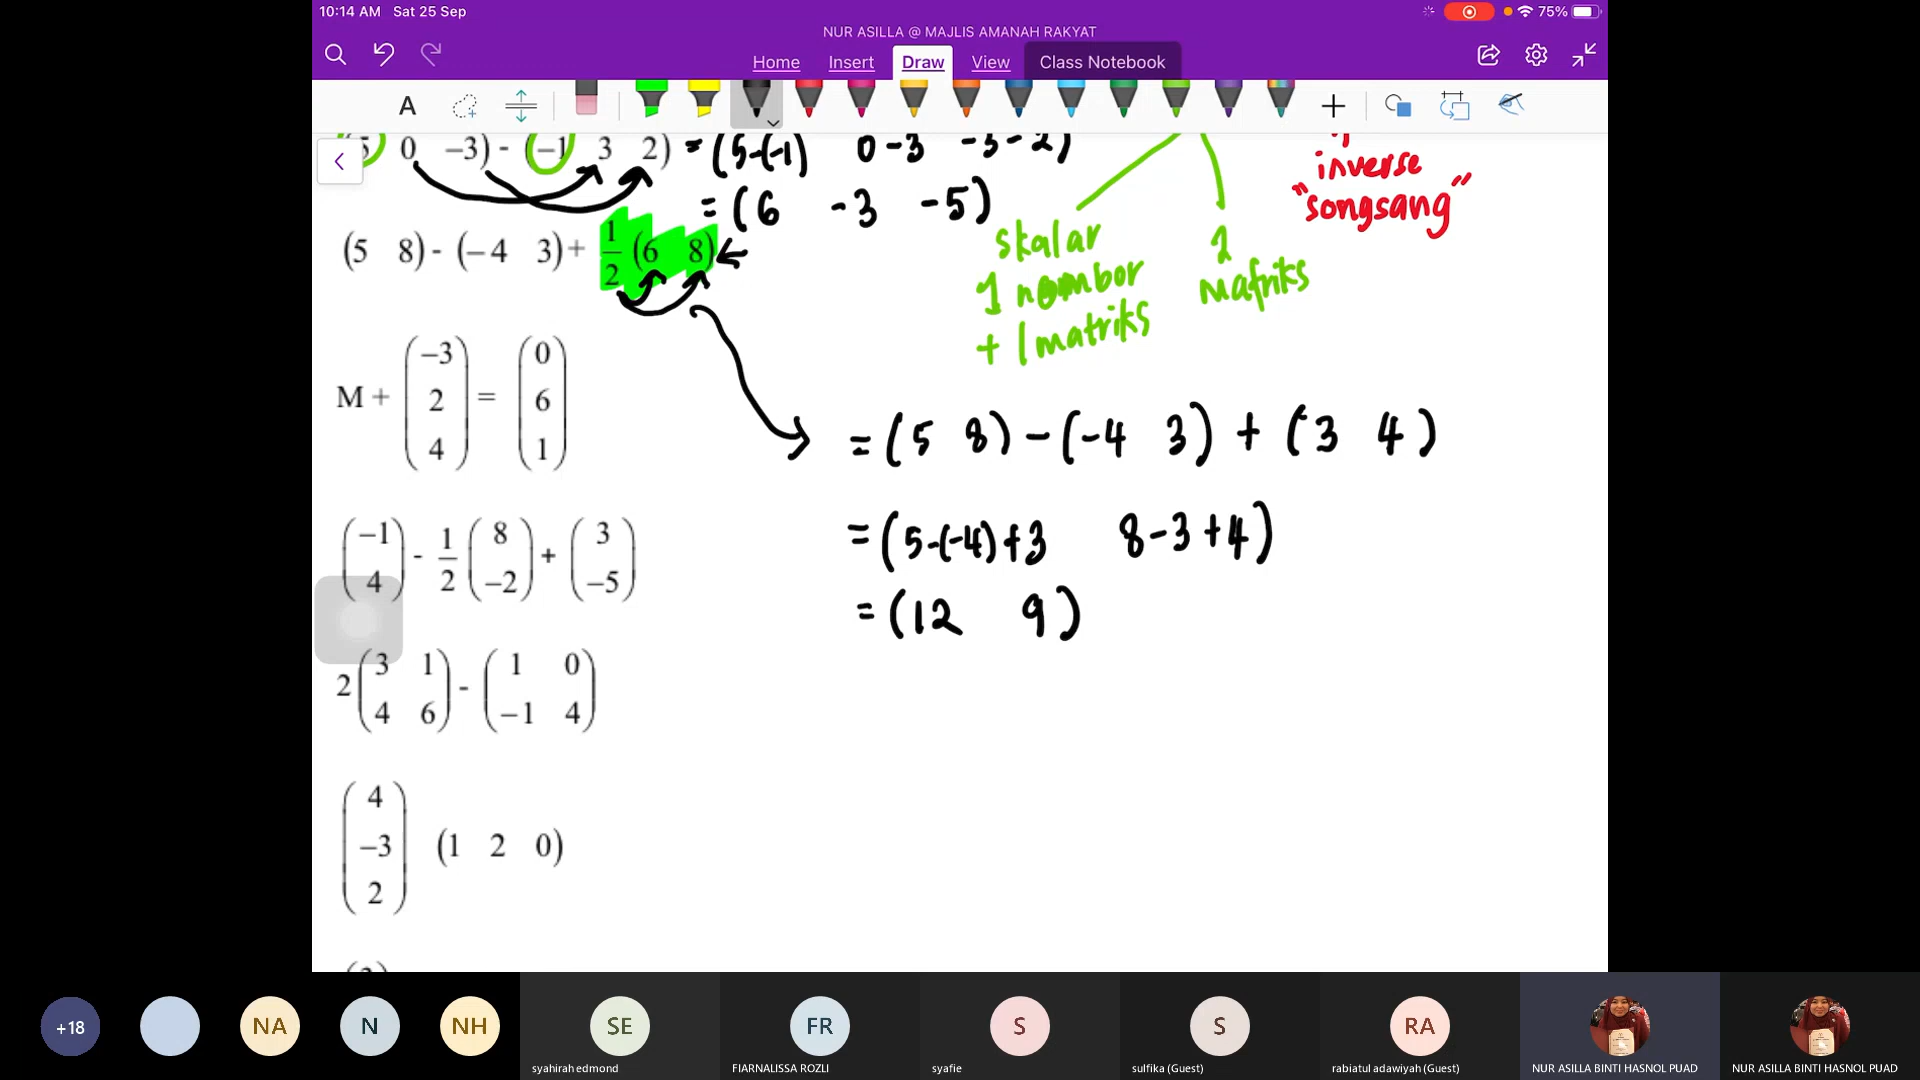 10:14 AM Sat 25 Sep
75%
NUR ASILLA @ MAJLIS AMANAH RAKYAT
Home Insert Draw View Class Notebook
A
0 −3) - (−1 3 2) = (5-(-1) 0-3 -3-2)
= (6 -3 -5)
inverse
"songsang"
(5 8) - (−4 3) + 1/2 (6 8)
skalar
1 nombor
+ 1 matriks
2
matriks
M + (−3 2 4) = (0 6 1)
= (5 8) - (-4 3) + (3 4)
= (5-(-4)+3 8-3+4)
= (12 9)
(−1 4) - 1/2 (8 −2) + (3 −5)
2 (3 1
4 6) - (1 0
−1 4)
(4 −3 2) (1 2 0)
+18 NA N NH SE FR S S RA
syahirah edmond FIARNALISSA ROZLI syafie sulfika (Guest) rabiatul adawiyah (Guest) NUR ASILLA BINTI HASNOL PUAD NUR ASILLA BINTI HASNOL PUAD